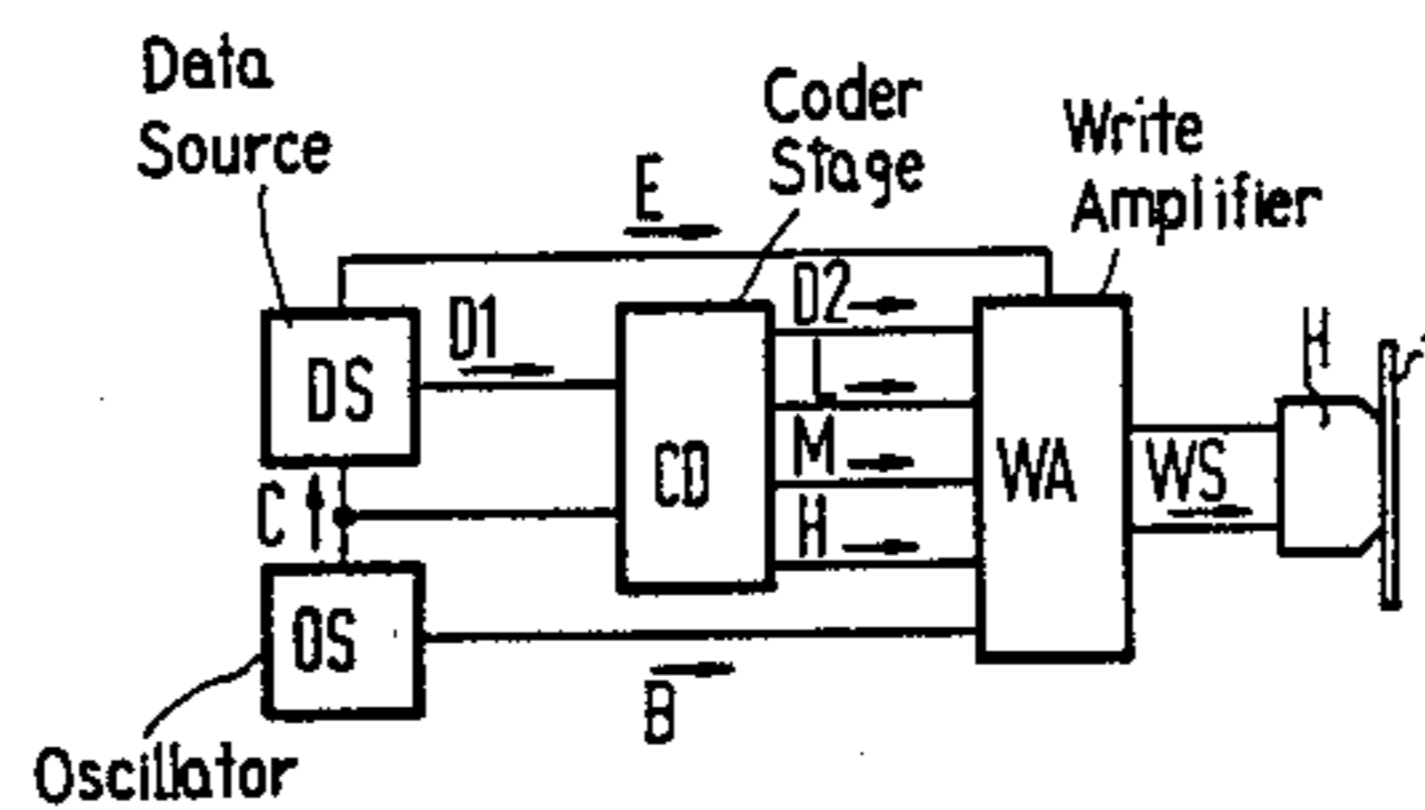 Data
Source
Coder
Stage
Write
Amplifier
E
D1
D2
L
M
H
DS
CD
WA
WS
H
C
OS
B
Oscillator